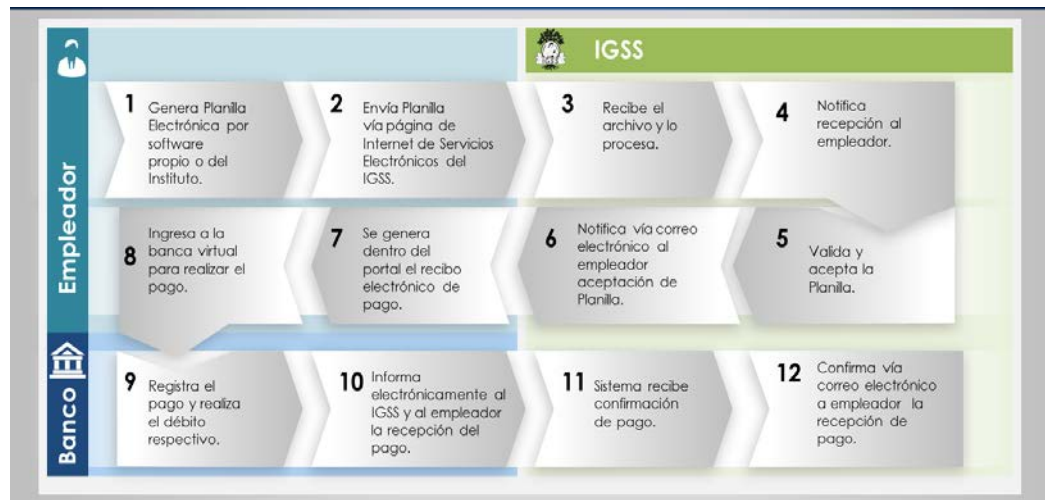 IGSS
Empleador
1 Genera Planilla
Electrónica por
software
propio o del
Instituto.
2 Envía Planilla
vía página de
Internet de Servicios
Electrónicos del
IGSS.
3 Recibe el
archivo y lo
procesa.
4 Notifica
recepción al
empleador.
5 Valida y
acepta la
Planilla.
6 Notifica vía correo
electrónico al
empleador
aceptación de
Planilla.
7 Se genera
dentro del
portal el recibo
electrónico de
pago.
8 Ingresa a la
banca virtual
para realizar el
pago.
Banco
9 Registra el
pago y realiza
el débito
respectivo.
10 Informa
electrónicamente al
IGSS y al empleador
la recepción del
pago.
11 Sistema recibe
confirmación
de pago.
12 Confirma vía
correo electrónico
a empleador la
recepción de
pago.